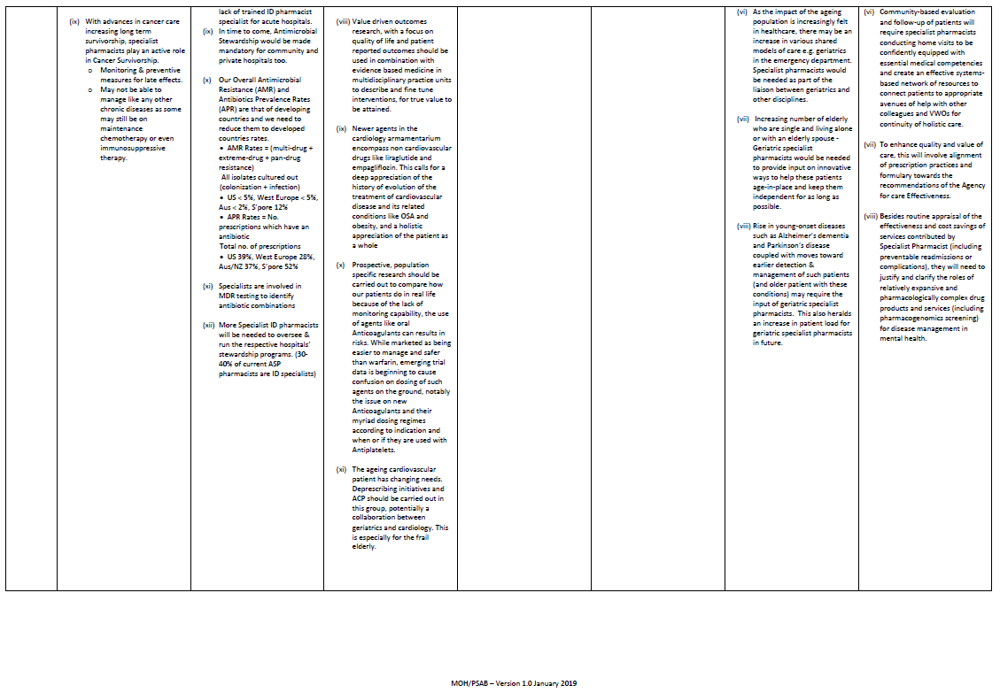 (ix) With advances in cancer care
increasing long term
survivorship, specialist
pharmacists play an active role
in Cancer Survivorship.
o Monitoring & preventive
measures for late effects.
o May not be able to
manage like any other
chronic diseases as some
may still be on
maintenance
chemotherapy or even
immunosuppressive
therapy.
lack of trained ID pharmacist
specialist for acute hospitals.
(ix) In time to come, Antimicrobial
Stewardship would be made
mandatory for community and
private hospitals too.
(x) Our Overall Antimicrobial
Resistance (AMR) and
Antibiotics Prevalence Rates
(APR) are that of developing
countries and we need to
reduce them to developed
countries rates.
• AMR Rates = (multi-drug +
extreme-drug + pan-drug
resistance)
All isolates cultured out
(colonization + infection)
• US < 5%, West Europe < 5%,
Aus < 2%, S'pore 12%
• APR Rates = No.
prescriptions which have an
antibiotic
Total no. of prescriptions
• US 39%, West Europe 28%,
Aus/NZ 37%, S'pore 52%
(xi) Specialists are involved in
MDR testing to identify
antibiotic combinations
(xii) More Specialist ID pharmacists
will be needed to oversee &
run the respective hospitals'
stewardship programs. (30-
40% of current ASP
pharmacists are ID specialists)
(viii) Value driven outcomes
research, with a focus on
quality of life and patient
reported outcomes should be
used in combination with
evidence based medicine in
multidisciplinary practice units
to describe and fine tune
interventions, for true value to
be attained.
(ix) Newer agents in the
cardiology armamentarium
encompass non cardiovascular
drugs like liraglutide and
empagliflozin. This calls for a
deep appreciation of the
history of evolution of the
treatment of cardiovascular
disease and its related
conditions like OSA and
obesity, and a holistic
appreciation of the patient as
a whole
(x) Prospective, population
specific research should be
carried out to compare how
our patients do in real life
because of the lack of
monitoring capability, the use
of agents like oral
Anticoagulants can results in
risks. While marketed as being
easier to manage and safer
than warfarin, emerging trial
data is beginning to cause
confusion on dosing of such
agents on the ground, notably
the issue on new
Anticoagulants and their
myriad dosing regimes
according to indication and
when or if they are used with
Antiplatelets.
(xi) The ageing cardiovascular
patient has changing needs.
Deprescribing initiatives and
ACP should be carried out in
this group, potentially a
collaboration between
geriatrics and cardiology. This
is especially for the frail
elderly.
(vi) As the impact of the ageing
population is increasingly felt
in healthcare, there may be an
increase in various shared
models of care e.g. geriatrics
in the emergency department.
Specialist pharmacists would
be needed as part of the
liaison between geriatrics and
other disciplines.
(vii) Increasing number of elderly
who are single and living alone
or with an elderly spouse -
Geriatric specialist
pharmacists would be needed
to provide input on innovative
ways to help these patients
age-in-place and keep them
independent for as long as
possible.
(viii) Rise in young-onset diseases
such as Alzheimer's dementia
and Parkinson's disease
coupled with moves toward
earlier detection &
management of such patients
(and older patient with these
conditions) may require the
input of geriatric specialist
pharmacists. This also heralds
an increase in patient load for
geriatric specialist pharmacists
in future.
(vi) Community-based evaluation
and follow-up of patients will
require specialist pharmacists
conducting home visits to be
confidently equipped with
essential medical competencies
and create an effective systems-
based network of resources to
connect patients to appropriate
avenues of help with other
colleagues and VWOs for
continuity of holistic care.
(vii) To enhance quality and value of
care, this will involve alignment
of prescription practices and
formulary towards the
recommendations of the Agency
for care Effectiveness.
(viii) Besides routine appraisal of the
effectiveness and cost savings of
services contributed by
Specialist Pharmacist (including
preventable readmissions or
complications), they will need to
justify and clarify the roles of
relatively expansive and
pharmacologically complex drug
products and services (including
pharmacogenomics screening)
for disease management in
mental health.
MOH/PSAB – Version 1.0 January 2019